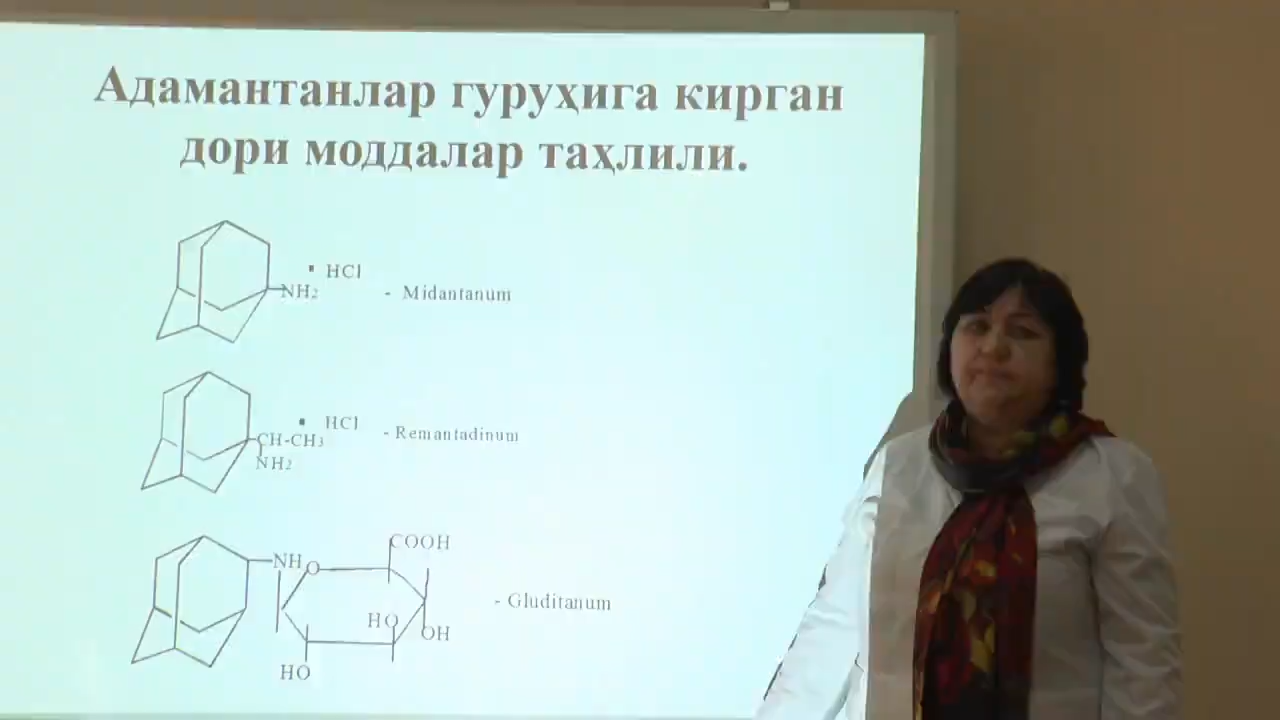 Адамантанлар гуруҳига кирган
дори моддалар таҳлили.
HCl
NH2
- Midantanum
HCl
CH-CH3
NH2
- Remantadinum
COOH
NH
O
- Gluditanum
HO
OH
HO